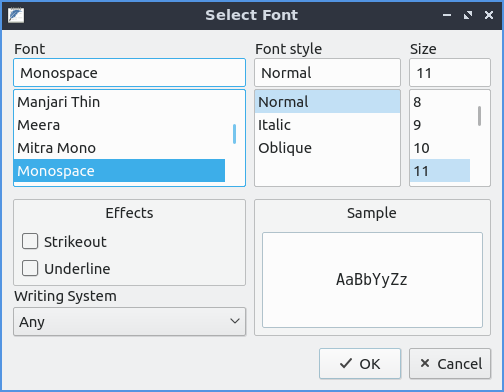 Select Font
Font
Monospace
Manjari Thin
Meera
Mitra Mono
Monospace
Font style
Normal
Normal
Italic
Oblique
Size
11
8
9
10
11
Effects
Strikeout
Underline
Writing System
Any
Sample
AaBbYyZz
OK
Cancel